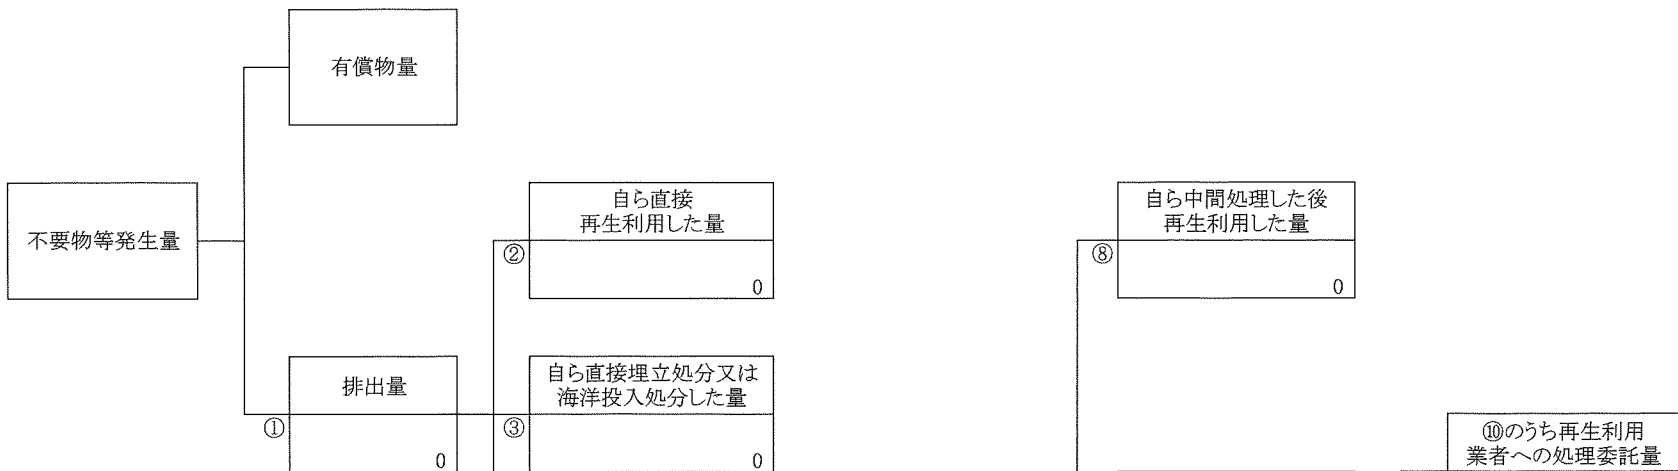 有償物量
不要物等発生量
自ら直接
再生利用した量
②
0
自ら中間処理した後
再生利用した量
⑧
0
排出量
①
0
自ら直接埋立処分又は
海洋投入処分した量
③
0
⑩のうち再生利用
業者への処理委託量